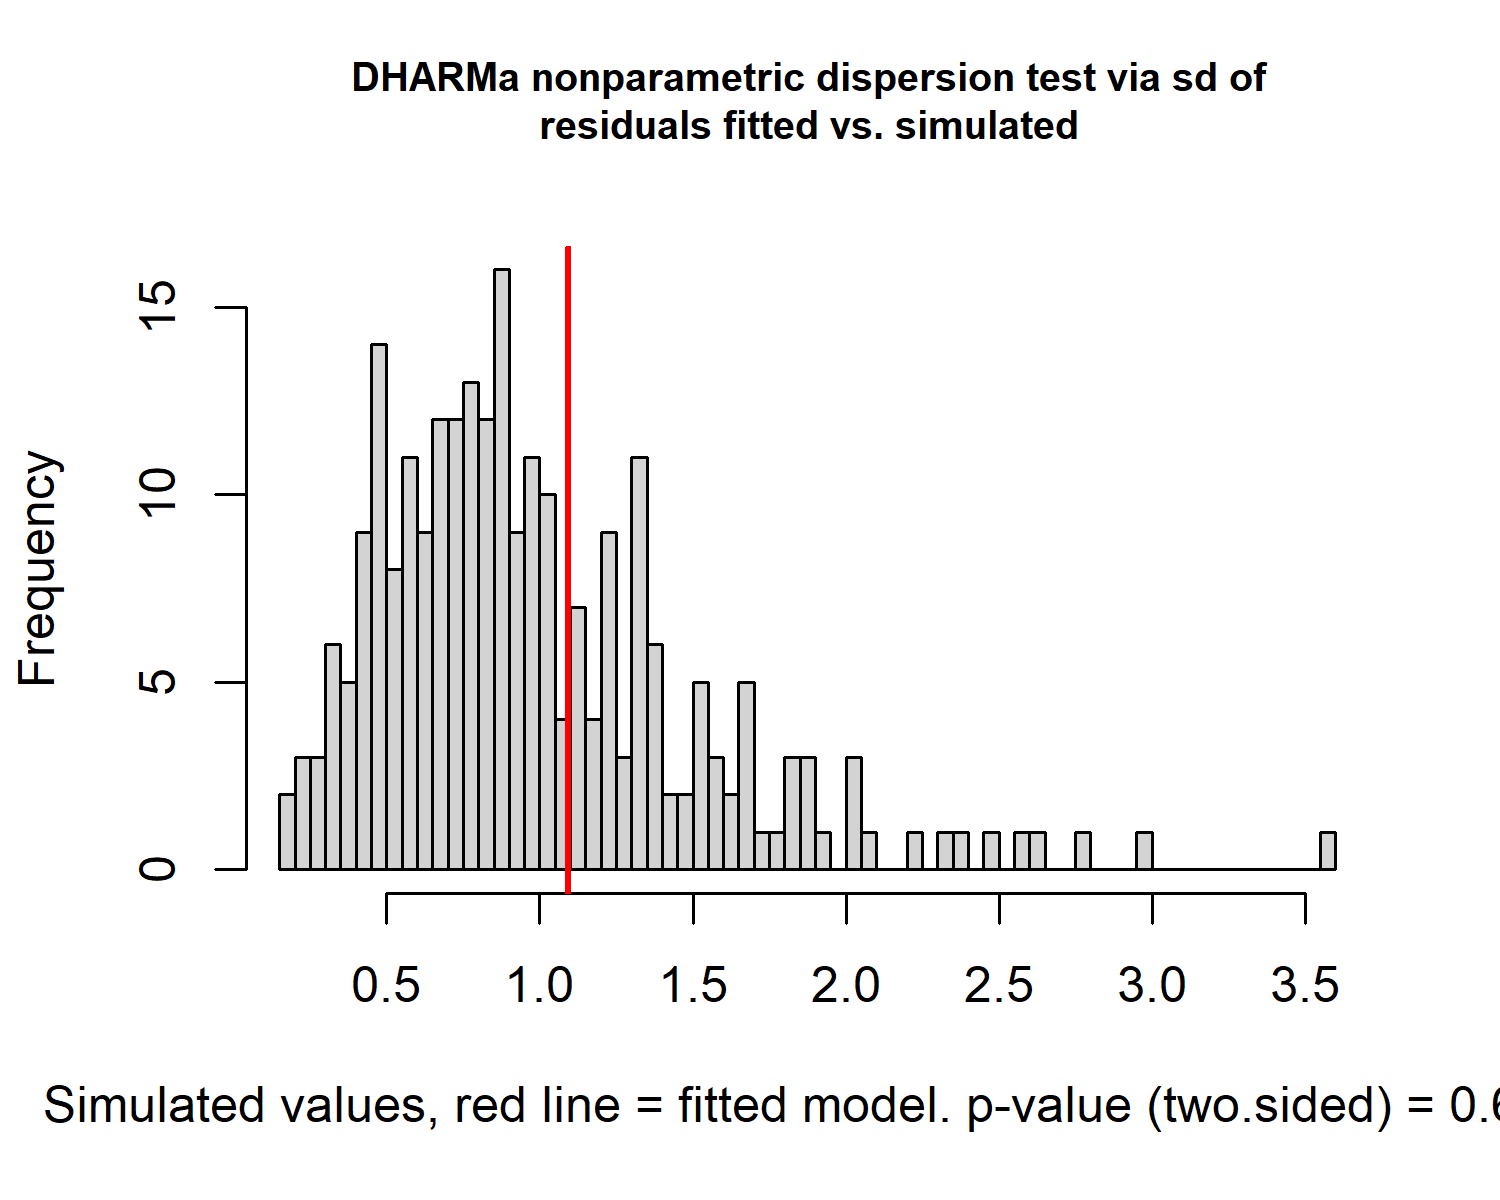 DHARMa nonparametric dispersion test via sd of
residuals fitted vs. simulated
Frequency
15
10
5
0
0.5 1.0 1.5 2.0 2.5 3.0 3.5
Simulated values, red line = fitted model. p-value (two.sided) = 0.6